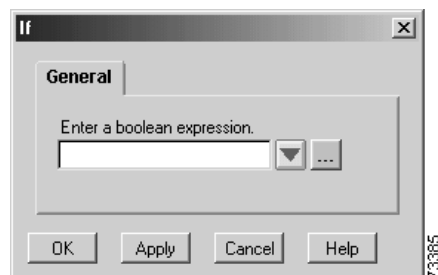 If
General
Enter a boolean expression.
...
OK Apply Cancel Help
73385